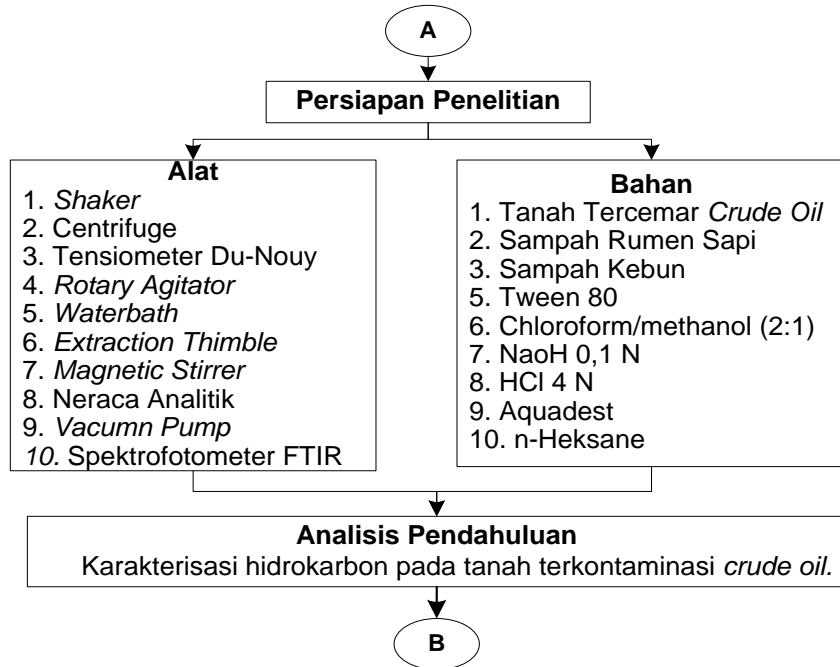 A
Persiapan Penelitian
Alat
1. Shaker
2. Centrifuge
3. Tensiometer Du-Nouy
4. Rotary Agitator
5. Waterbath
6. Extraction Thimble
7. Magnetic Stirrer
8. Neraca Analitik
9. Vacumn Pump
10. Spektrofotometer FTIR
Bahan
1. Tanah Tercemar Crude Oil
2. Sampah Rumen Sapi
3. Sampah Kebun
5. Tween 80
6. Chloroform/methanol (2:1)
7. NaoH 0,1 N
8. HCl 4 N
9. Aquadest
10. n-Heksane
Analisis Pendahuluan
Karakterisasi hidrokarbon pada tanah terkontaminasi crude oil.
B